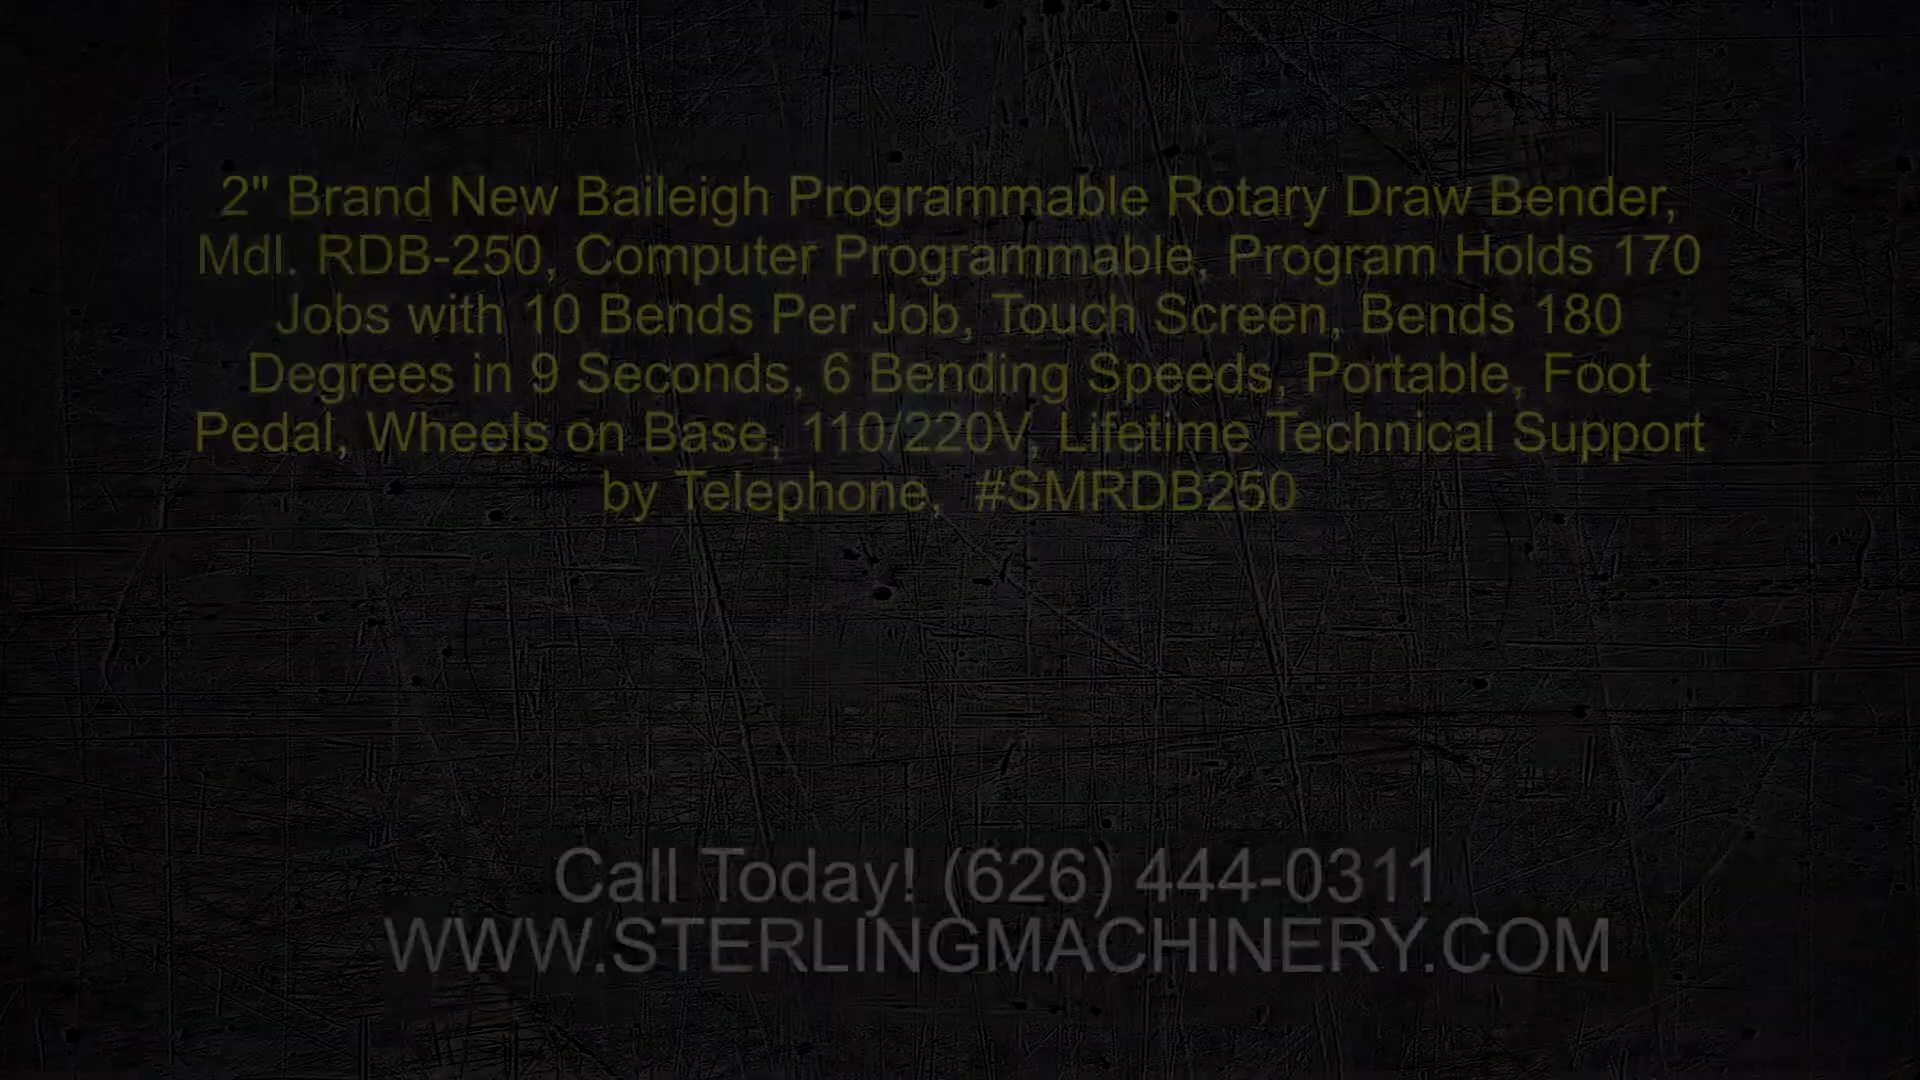 2" Brand New Baileigh Programmable Rotary Draw Bender,
Mdl. RDB-250, Computer Programmable, Program Holds 170
Jobs with 10 Bends Per Job, Touch Screen, Bends 180
Degrees in 9 Seconds, 6 Bending Speeds, Portable, Foot
Pedal, Wheels on Base, 110/220V, Lifetime Technical Support
by Telephone,  #SMRDB250
Call Today! (626) 444-0311
WWW.STERLINGMACHINERY.COM